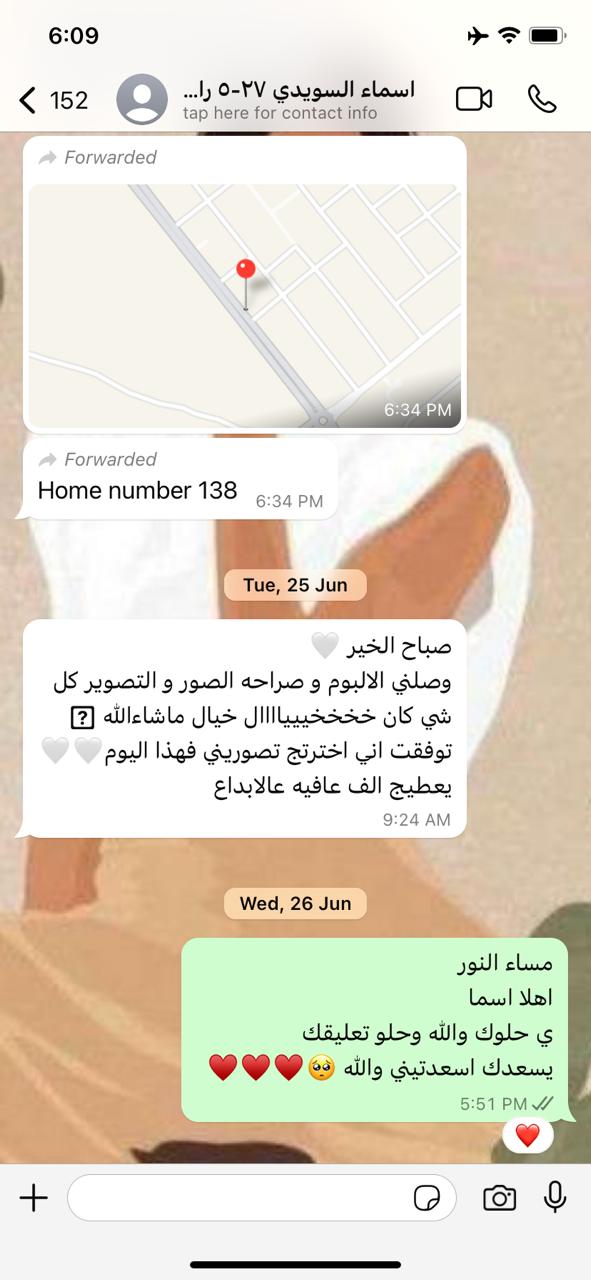 6:09
152
اسماء السويدي ٢٧-٥ را...
tap here for contact info
Forwarded
6:34 PM
Forwarded
Home number 138
6:34 PM
Tue, 25 Jun
صباح الخير 🤍
وصلني الالبوم و صراحه الصور و التصوير كل
شي كان خخخخيييااااال خيال ماشاءالله ⍰
توفقت اني اخترتج تصوريني فهذا اليوم🤍🤍
يعطيج الف عافيه عالابداع
9:24 AM
Wed, 26 Jun
مساء النور
اهلا اسما
ي حلوك والله وحلو تعليقك
يسعدك اسعدتيني والله 🥺♥️♥️♥️
5:51 PM
❤️